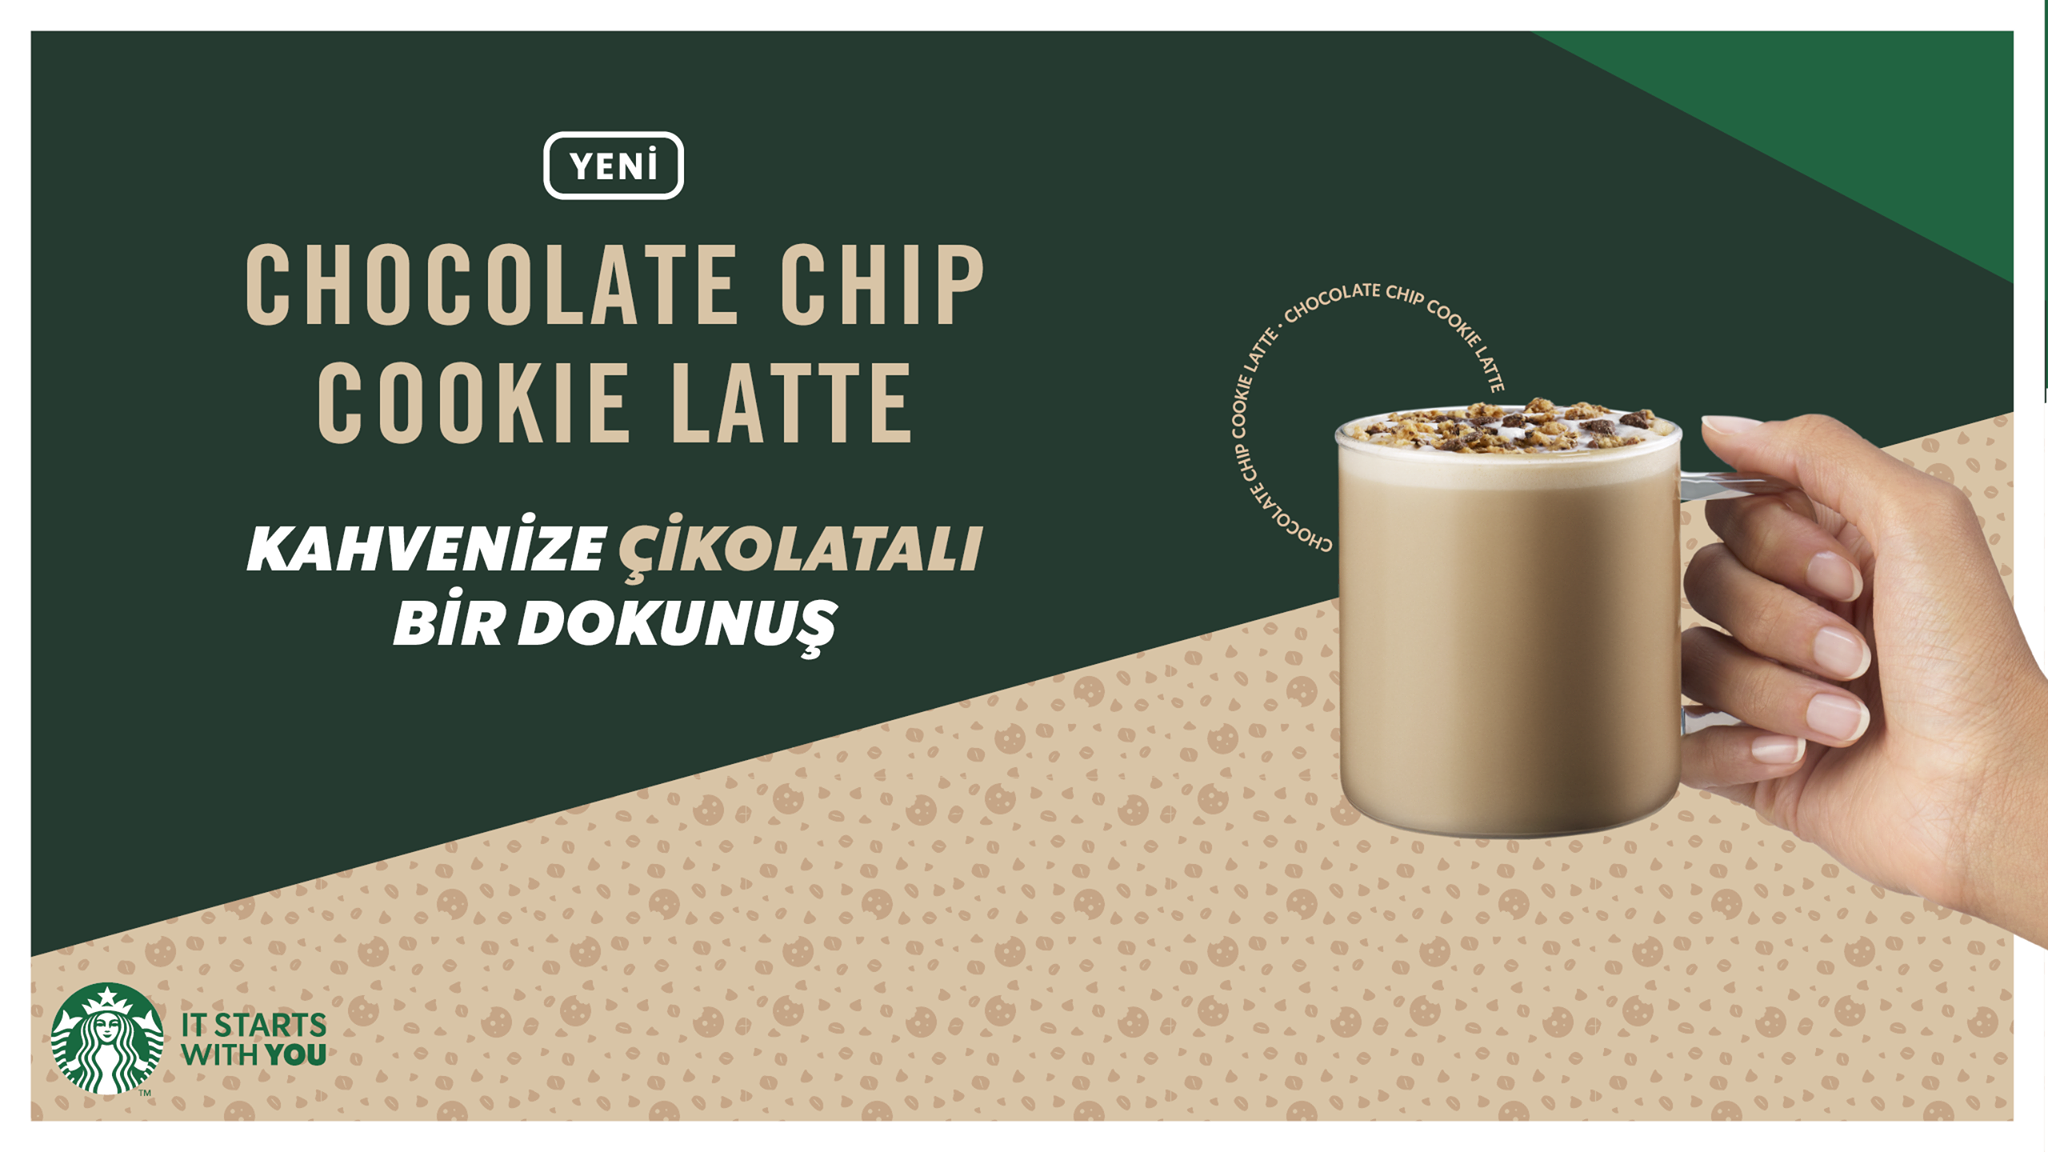 YENİ
CHOCOLATE CHIP
COOKIE LATTE
KAHVENİZE ÇİKOLATALI
BİR DOKUNUŞ
CHOCOLATE CHIP COOKIE LATTE • CHOCOLATE CHIP COOKIE LATTE
IT STARTS
WITH YOU
TM